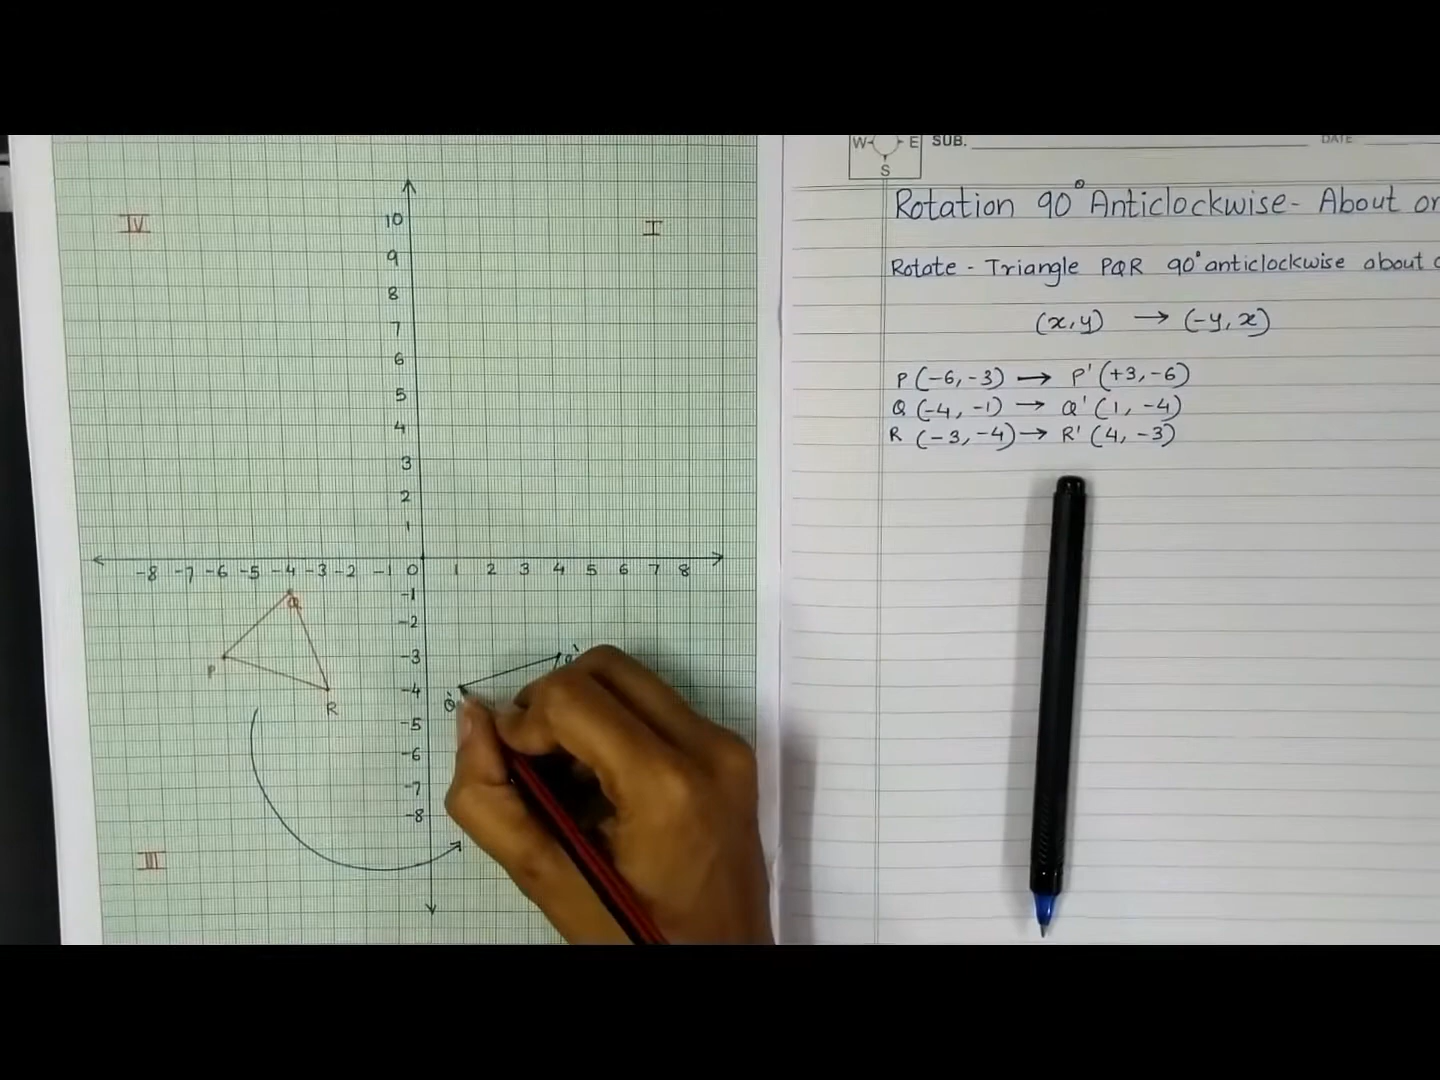 W E SUB. DATE
S
Rotation 90° Anticlockwise - About
Rotate - Triangle PQR 90° anticlockwise about
(x,y) → (-y, x)
P (-6, -3) → P' (+3, -6)
Q (-4, -1) → Q' (1, -4)
R (-3, -4) → R' (4, -3)
IV I
10
9
8
7
6
5
4
3
2
1
-8 -7 -6 -5 -4 -3 -2 -1 0 1 2 3 4 5 6 7 8
Q -1
-2
P -3
-4
R Q' -5
-6
-7
-8
III